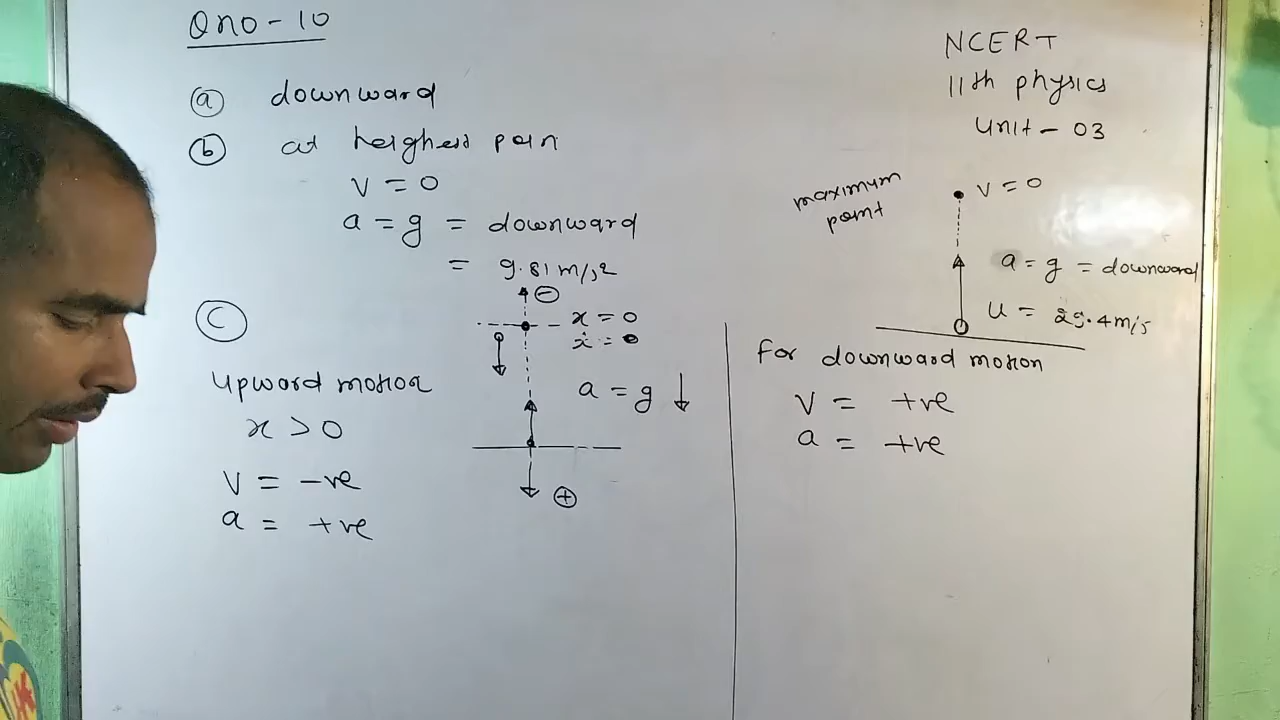 Qno - 10
(a) downward
(b) at heighest poin
v = 0
a = g = downward
= 9.81 m/s2
(C)
Upward motion
x > 0
v = -ve
a = +ve
⊖
x = 0
a = g ↓
⊕
NCERT
11th physics
Unit - 03
maximum
point
v = 0
a = g = downward
u = 29.4 m/s
For downward motion
v = +ve
a = +ve